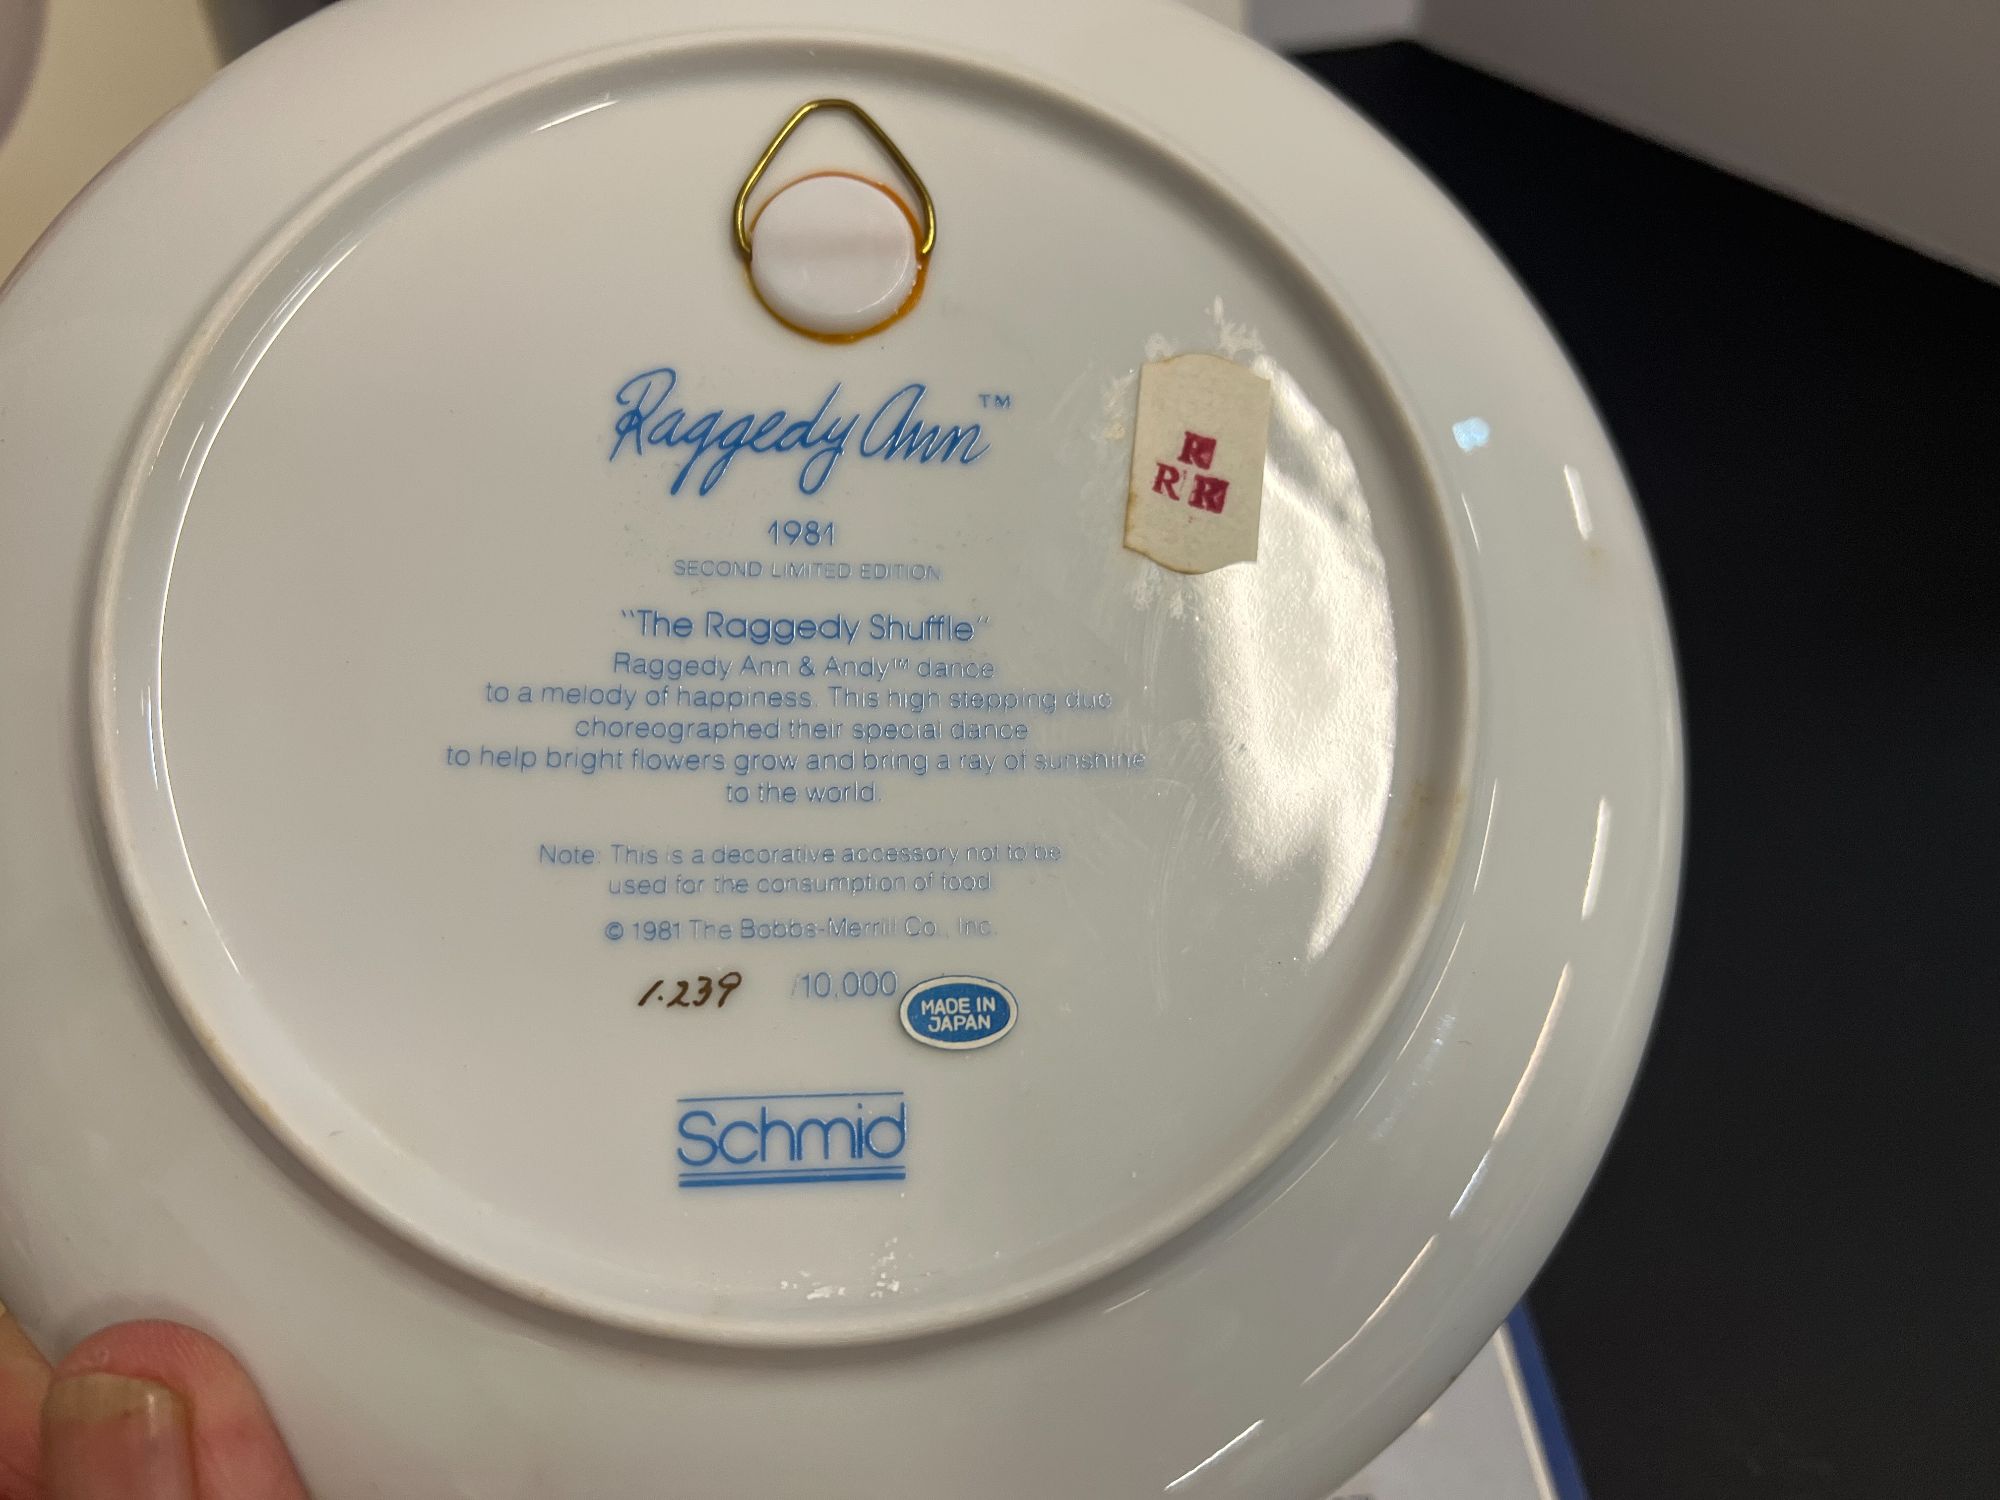 Raggedy Ann™
R
R R
1981
SECOND LIMITED EDITION
"The Raggedy Shuffle"
Raggedy Ann & Andy™ dance
to a melody of happiness. This high stepping duo
choreographed their special dance
to help bright flowers grow and bring a ray of sunshine
to the world.
Note: This is a decorative accessory not to be
used for the consumption of food.
© 1981 The Bobbs-Merrill Co., Inc.
1.239 /10,000
MADE IN
JAPAN
Schmid